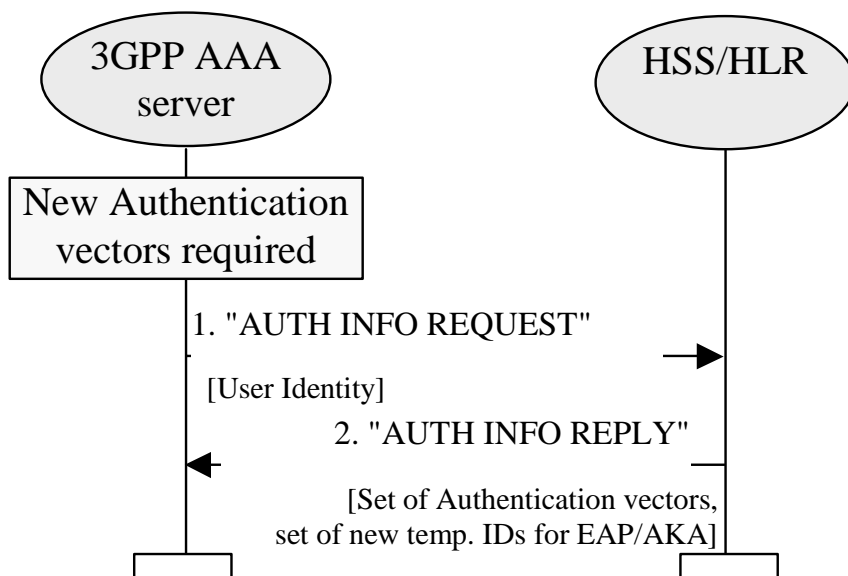 3GPP AAA
server
HSS/HLR
New Authentication
vectors required
1. "AUTH INFO REQUEST"
[User Identity]
2. "AUTH INFO REPLY"
[Set of Authentication vectors,
set of new temp. IDs for EAP/AKA]